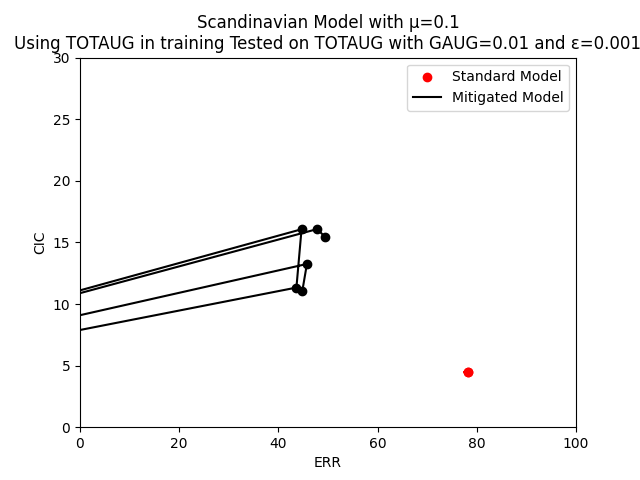 Scandinavian Model with μ=0.1
Using TOTAUG in training Tested on TOTAUG with GAUG=0.01 and ε=0.001
30
25
20
15
10
5
0
CIC
Standard Model
Mitigated Model
0 20 40 60 80 100
ERR